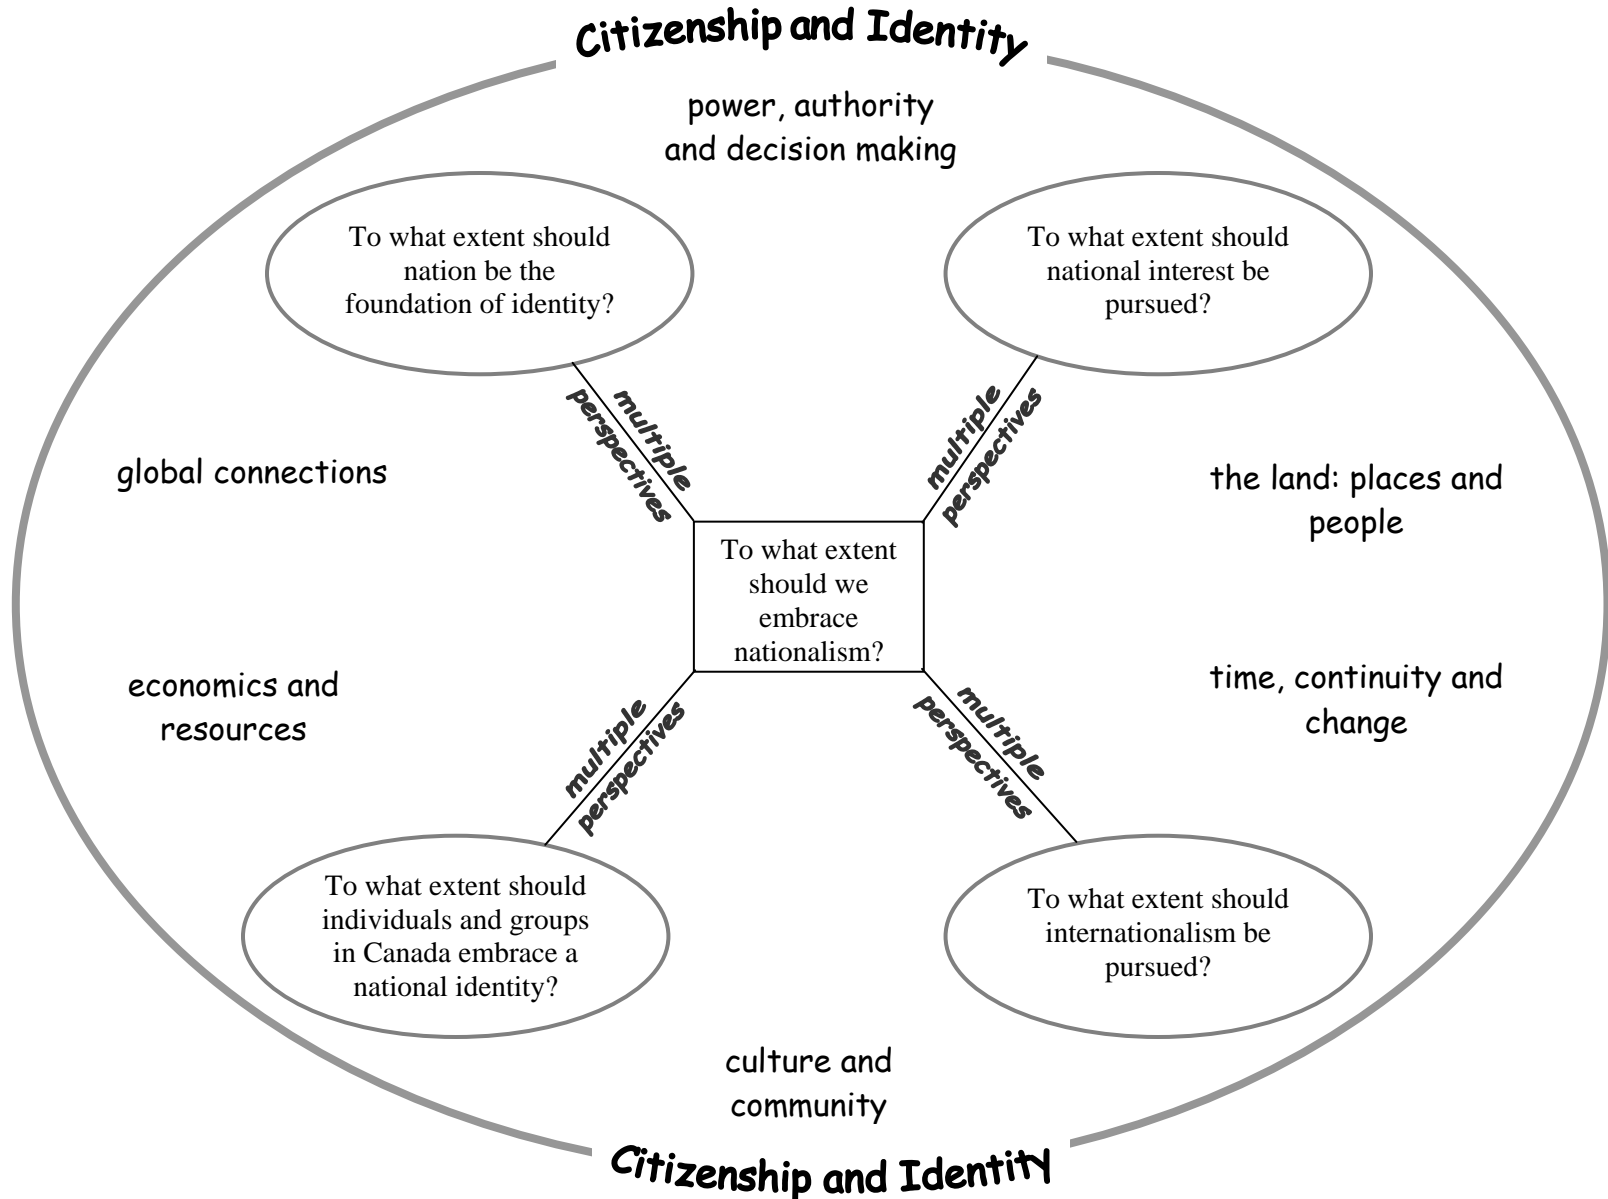 Citizenship and Identity
power, authority
and decision making
To what extent should
nation be the
foundation of identity?
To what extent should
national interest be
pursued?
multiple
perspectives
multiple
perspectives
global connections
the land: places and
people
To what extent
should we
embrace
nationalism?
economics and
resources
time, continuity and
change
multiple
perspectives
multiple
perspectives
To what extent should
individuals and groups
in Canada embrace a
national identity?
To what extent should
internationalism be
pursued?
culture and
community
Citizenship and Identity